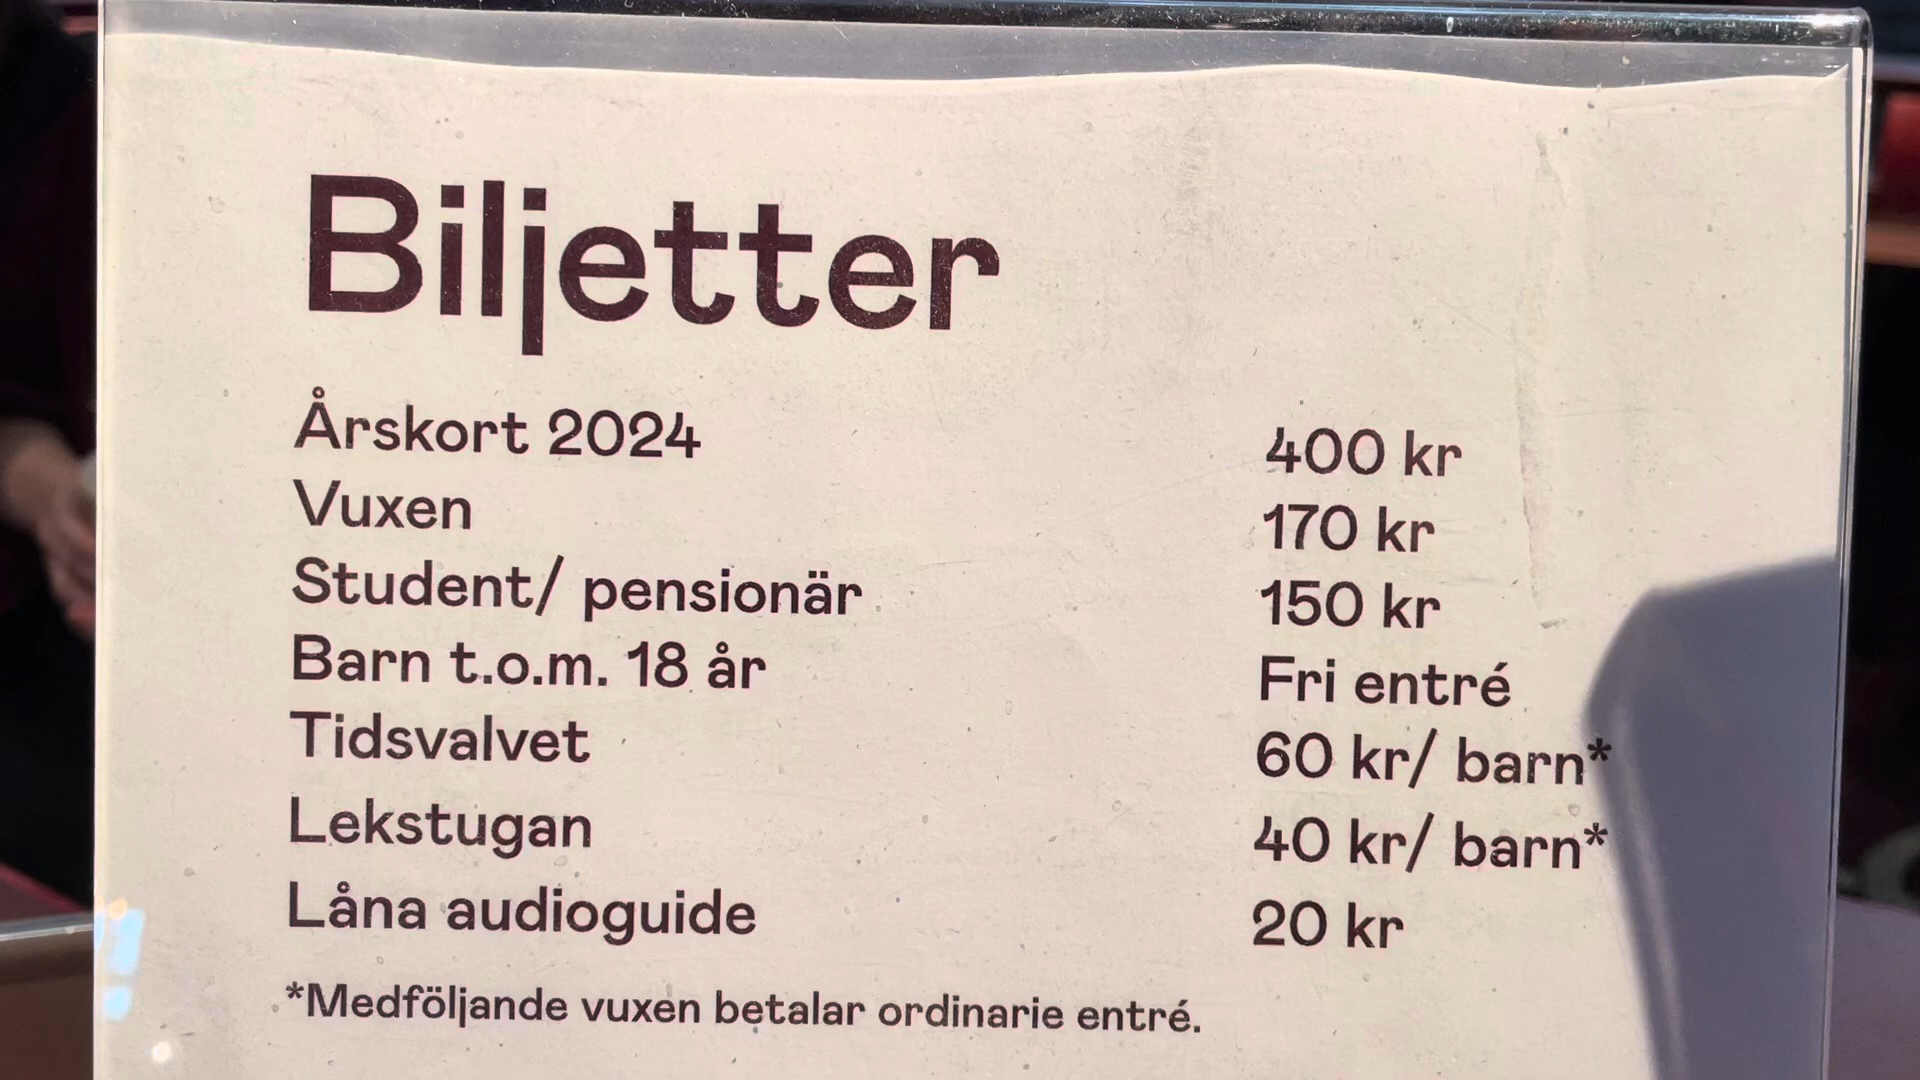 Biljetter
Årskort 2024 400 kr
Vuxen 170 kr
Student/ pensionär 150 kr
Barn t.o.m. 18 år Fri entré
Tidsvalvet 60 kr/ barn*
Lekstugan 40 kr/ barn*
Låna audioguide 20 kr
*Medföljande vuxen betalar ordinarie entré.